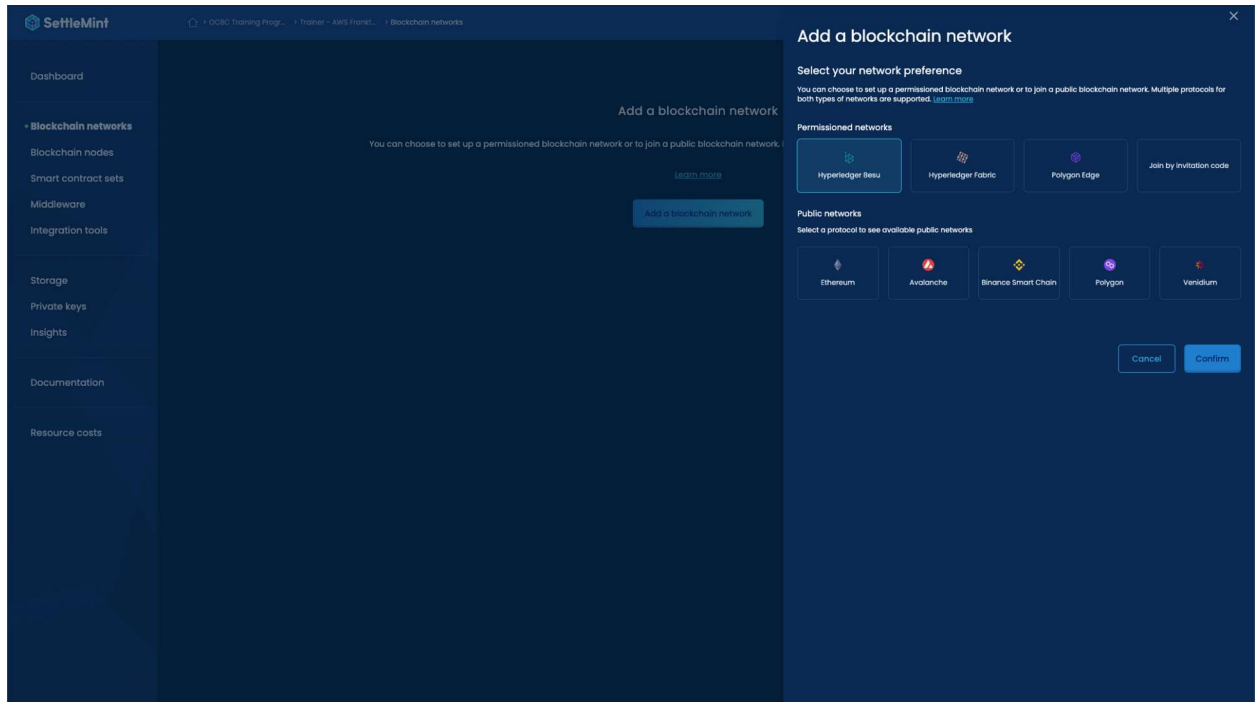 SettleMint
OCBC Training Progr... > Trainer - AWS Frankf... > Blockchain networks
Dashboard
Blockchain networks
Blockchain nodes
Smart contract sets
Middleware
Integration tools
Storage
Private keys
Insights
Documentation
Resource costs
Add a blockchain network
You can choose to set up a permissioned blockchain network or to join a public blockchain network.
Learn more
Add a blockchain network
Add a blockchain network
Select your network preference
You can choose to set up a permissioned blockchain network or to join a public blockchain network. Multiple protocols for
both types of networks are supported. Learn more
Permissioned networks
Hyperledger Besu
Hyperledger Fabric
Polygon Edge
Join by invitation code
Public networks
Select a protocol to see available public networks
Ethereum
Avalanche
Binance Smart Chain
Polygon
Venidium
Cancel
Confirm